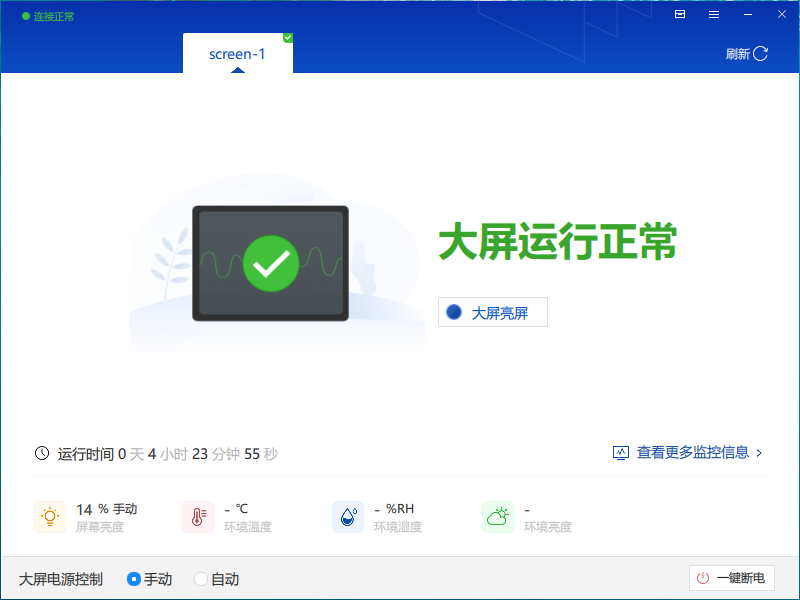 连接正常
screen-1
刷新
大屏运行正常
大屏亮屏
运行时间 0 天 4 小时 23 分钟 55 秒
查看更多监控信息
14 % 手动
屏幕亮度
- ℃
环境温度
- %RH
环境湿度
-
环境亮度
大屏电源控制
手动
自动
一键断电